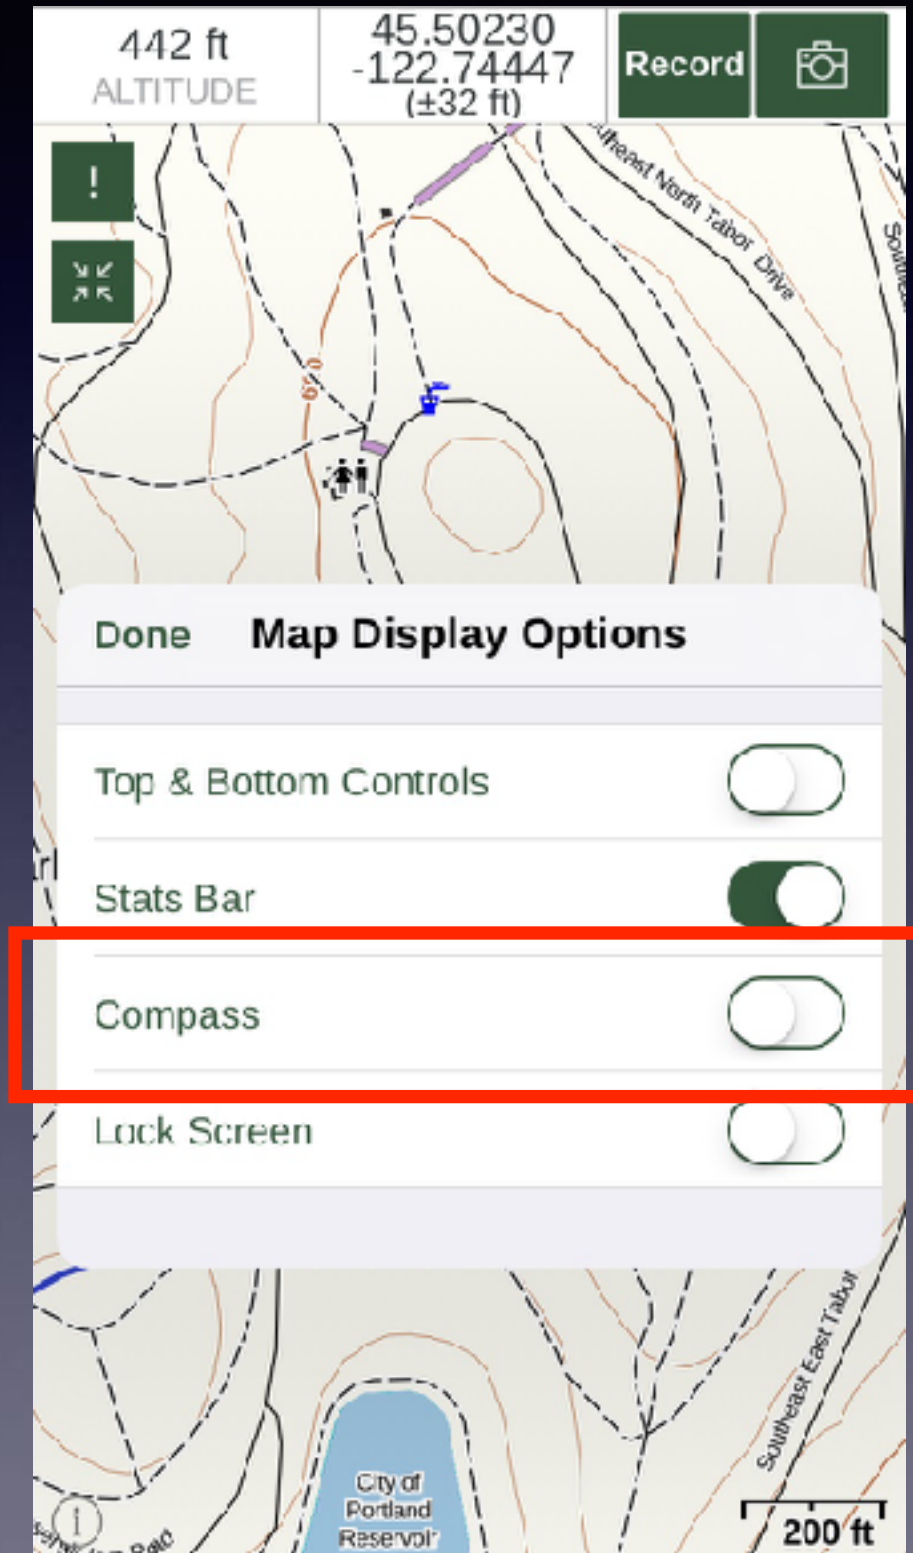 442 ft
ALTITUDE
45.50230
-122.74447
(±32 ft)
Record
!
North Tabor Drive
Done
Map Display Options
Top & Bottom Controls
Stats Bar
Compass
Lock Screen
Southeast East Tabor
City of
Portland
Reservoir
200 ft